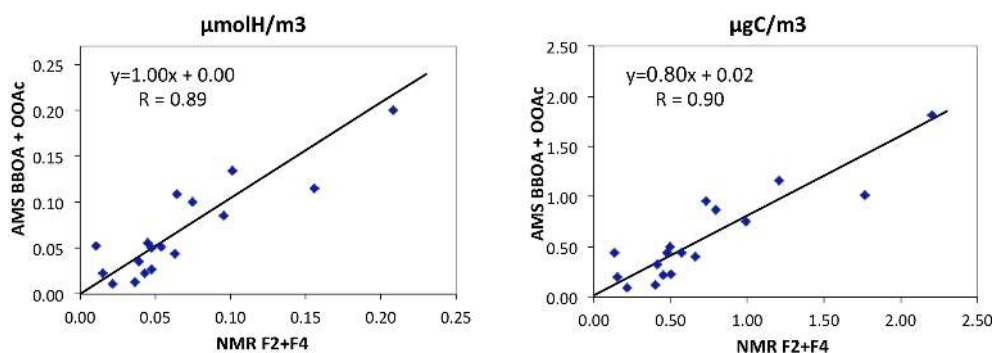 µmolH/m3
AMS BBOA + OOAc
0.25
0.20
0.15
0.10
0.05
0.00
y=1.00x + 0.00
R = 0.89
0.00 0.05 0.10 0.15 0.20 0.25
NMR F2+F4
µgC/m3
AMS BBOA + OOAc
2.50
2.00
1.50
1.00
0.50
0.00
y=0.80x + 0.02
R = 0.90
0.00 0.50 1.00 1.50 2.00 2.50
NMR F2+F4